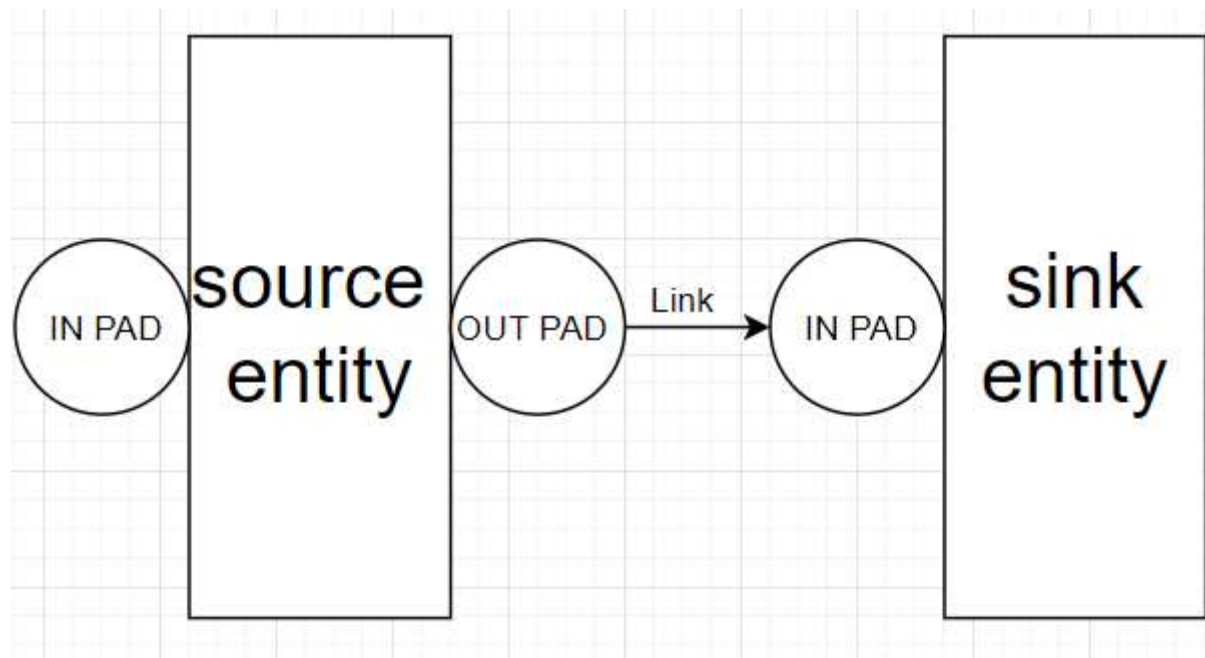 IN PAD
source
entity
OUT PAD
Link
IN PAD
sink
entity